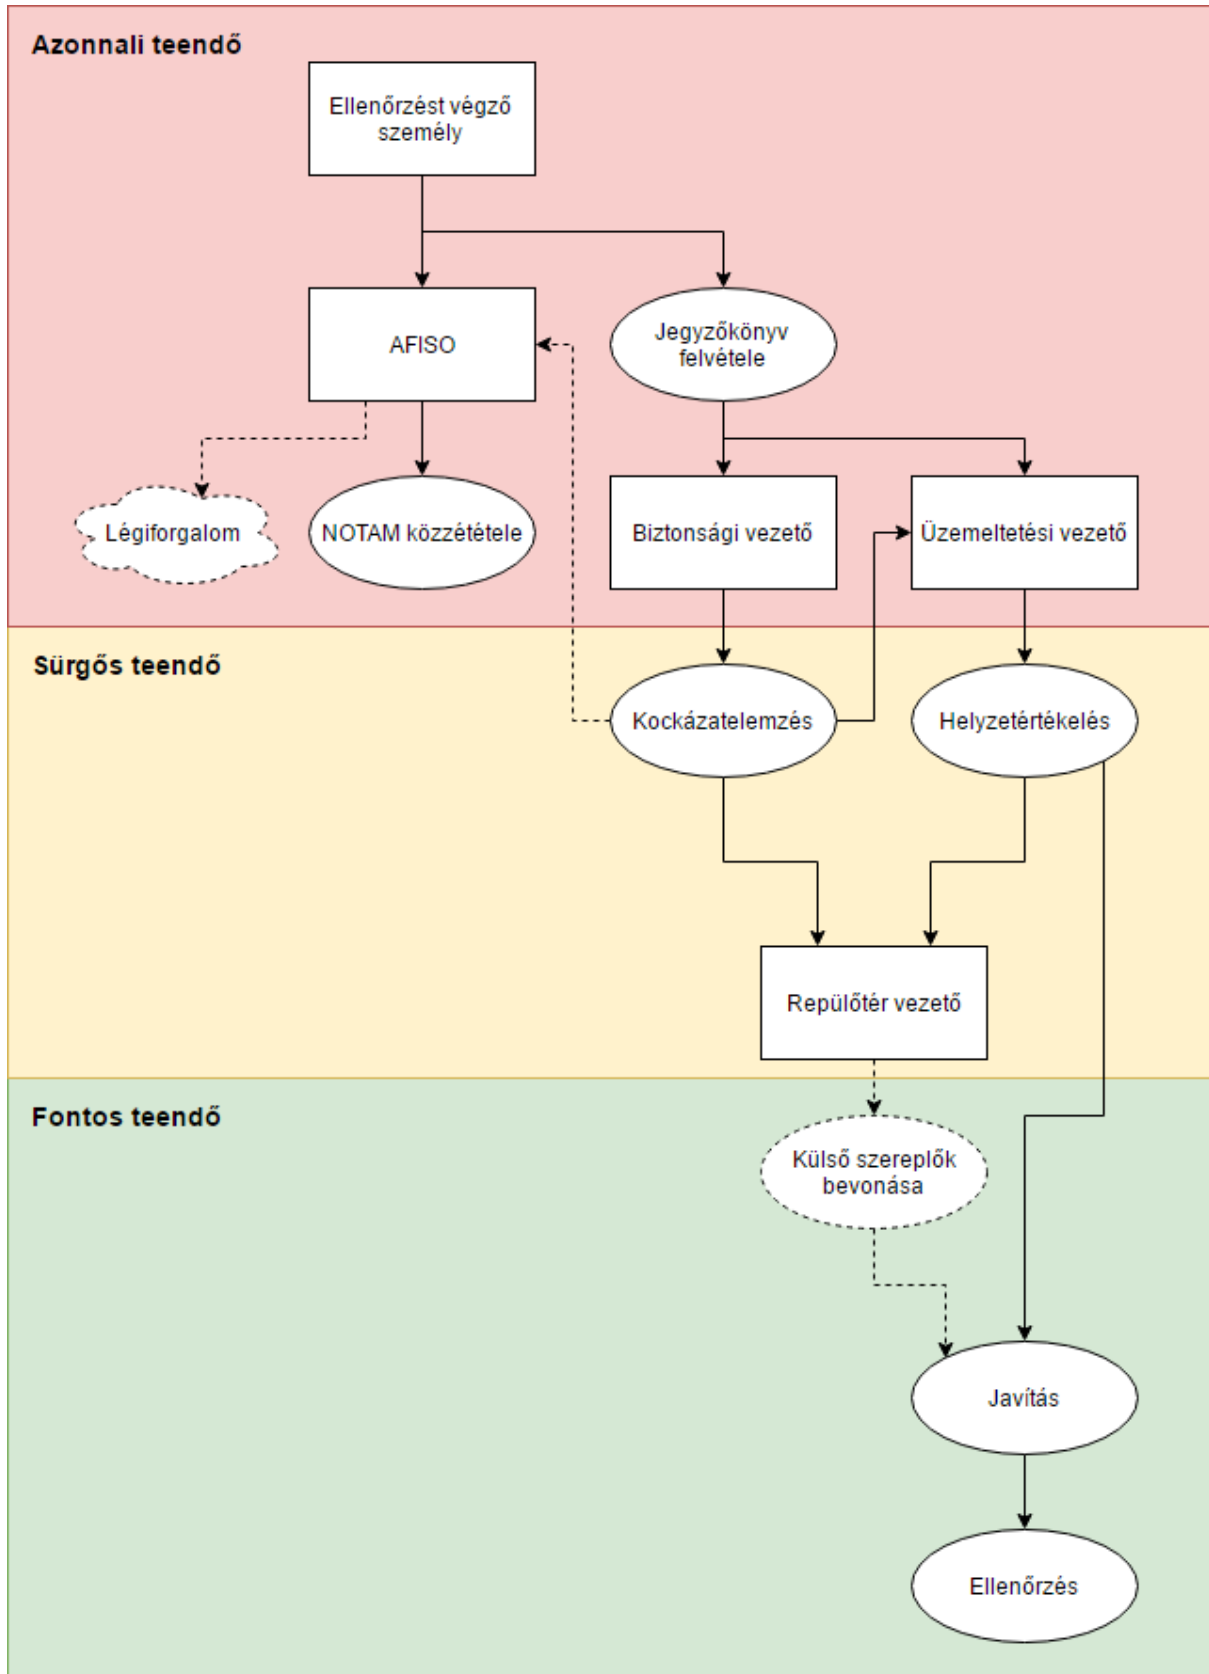 Azonnali teendő
Ellenőrzést végző
személy
AFISO
Jegyzőkönyv
felvétele
Légiforgalom
NOTAM közzététele
Biztonsági vezető
Üzemeltetési vezető
Sürgős teendő
Kockázatelemzés
Helyzetértékelés
Repülőtér vezető
Fontos teendő
Külső szereplők
bevonása
Javítás
Ellenőrzés